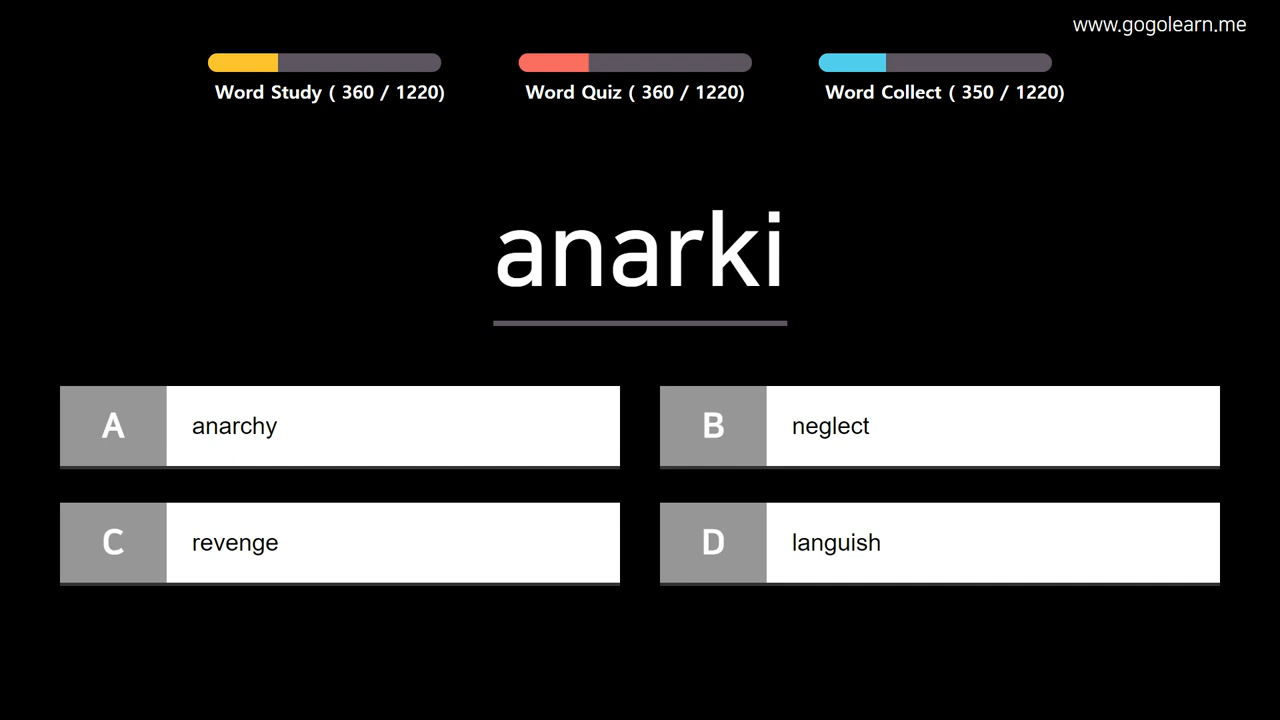 www.gogolearn.me
Word Study ( 360 / 1220)
Word Quiz ( 360 / 1220)
Word Collect ( 350 / 1220)
anarki
A anarchy
B neglect
C revenge
D languish